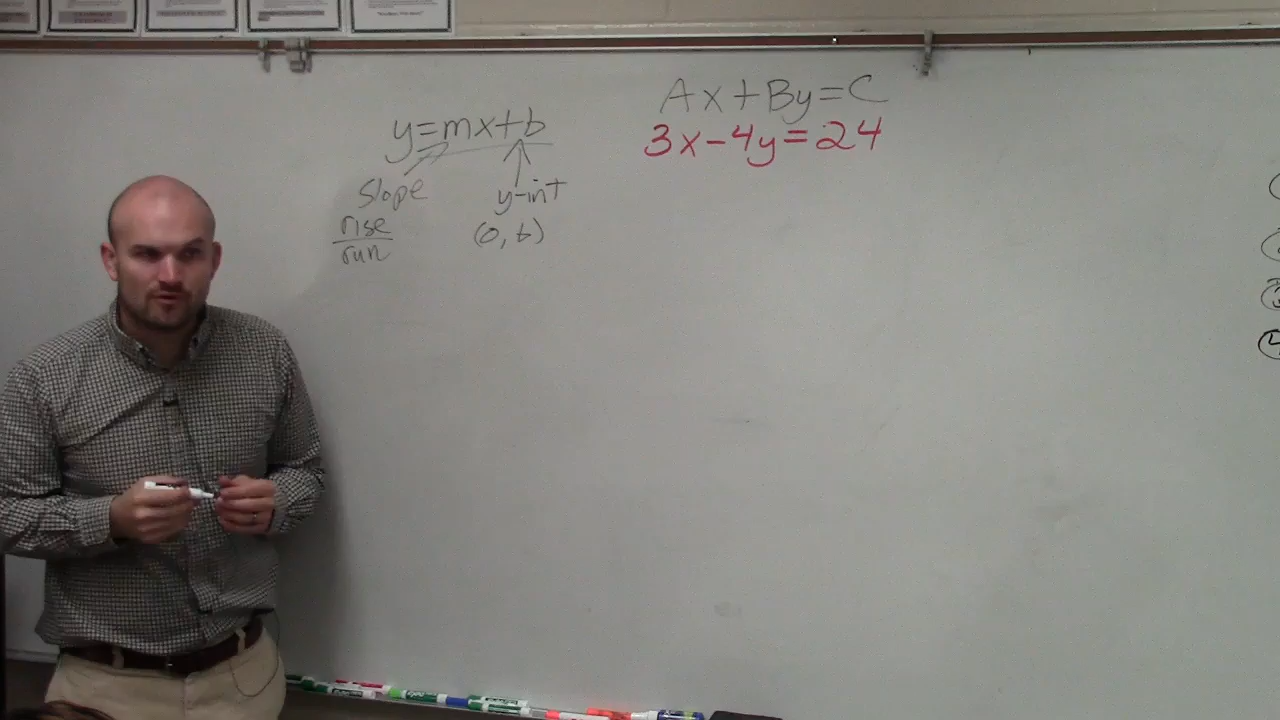 y=mx+b
slope
rise
run
y-int
(0, b)
Ax+By=C
3x-4y=24